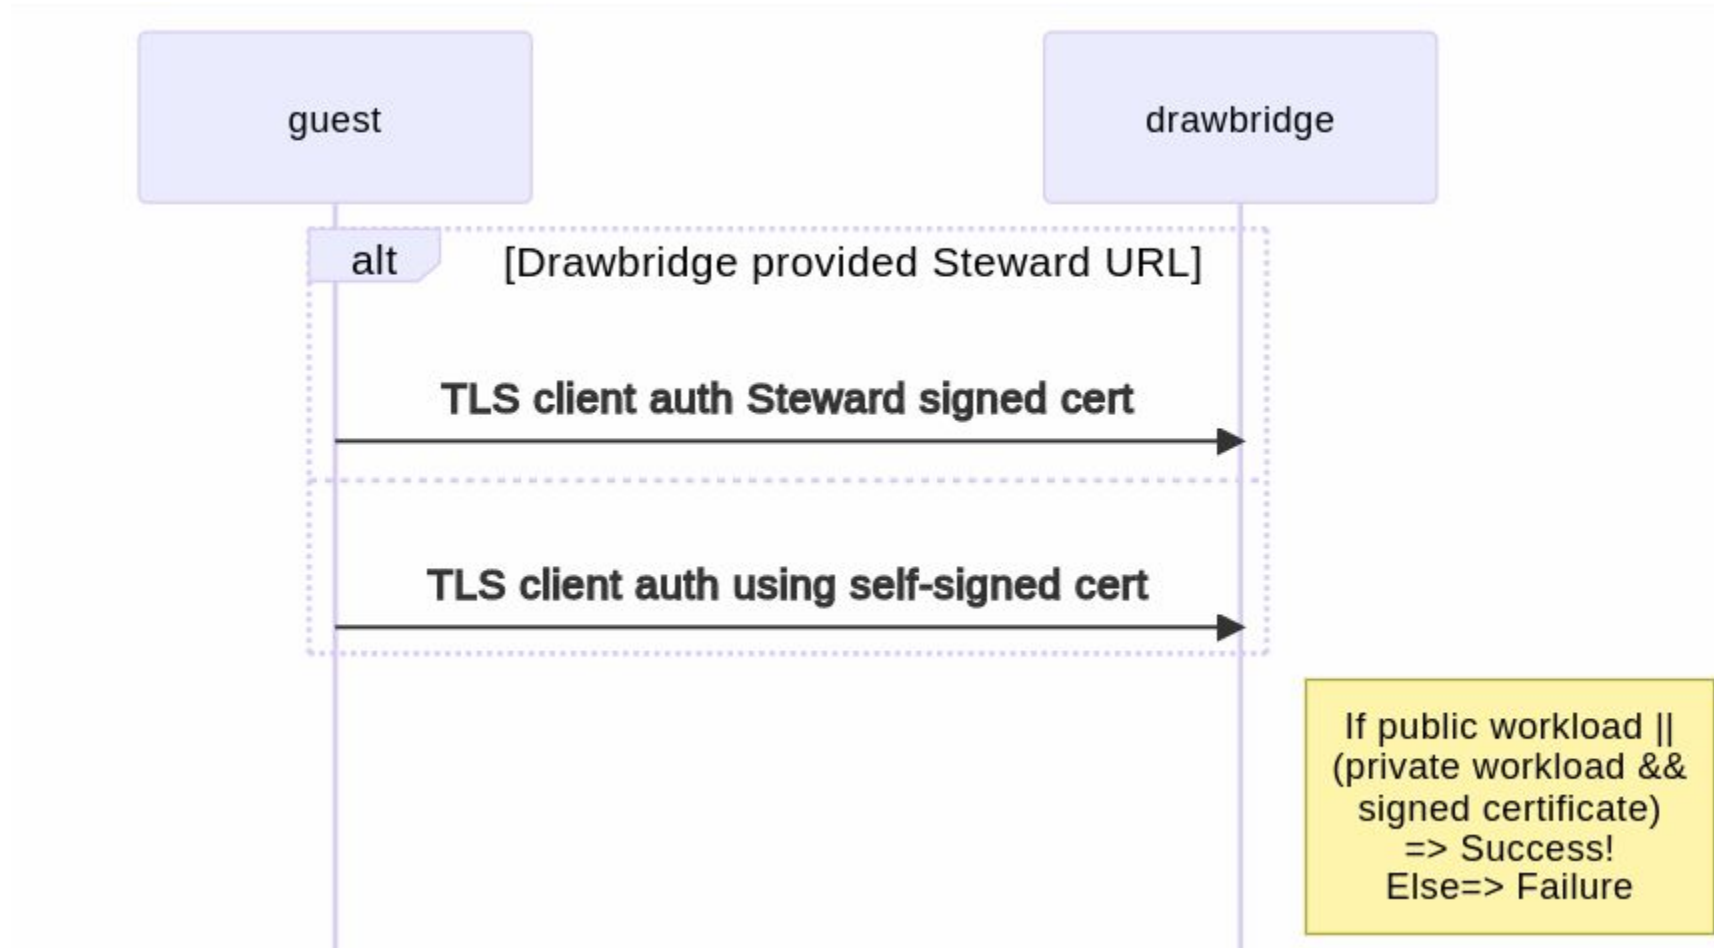 guest
drawbridge
alt
[Drawbridge provided Steward URL]
TLS client auth Steward signed cert
TLS client auth using self-signed cert
If public workload ||
(private workload &&
signed certificate)
=> Success!
Else=> Failure